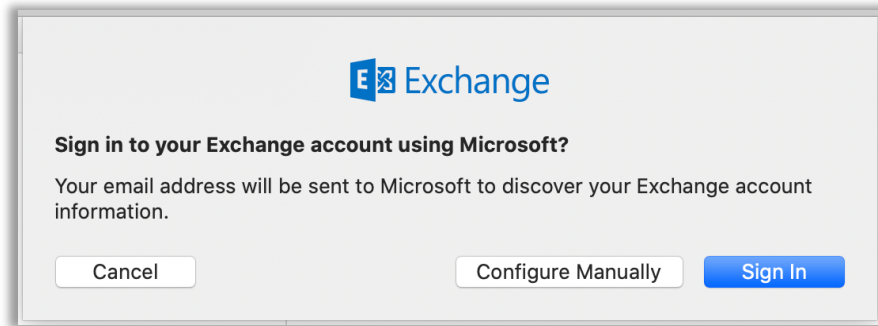 Exchange
Sign in to your Exchange account using Microsoft?
Your email address will be sent to Microsoft to discover your Exchange account
information.
Cancel
Configure Manually
Sign In